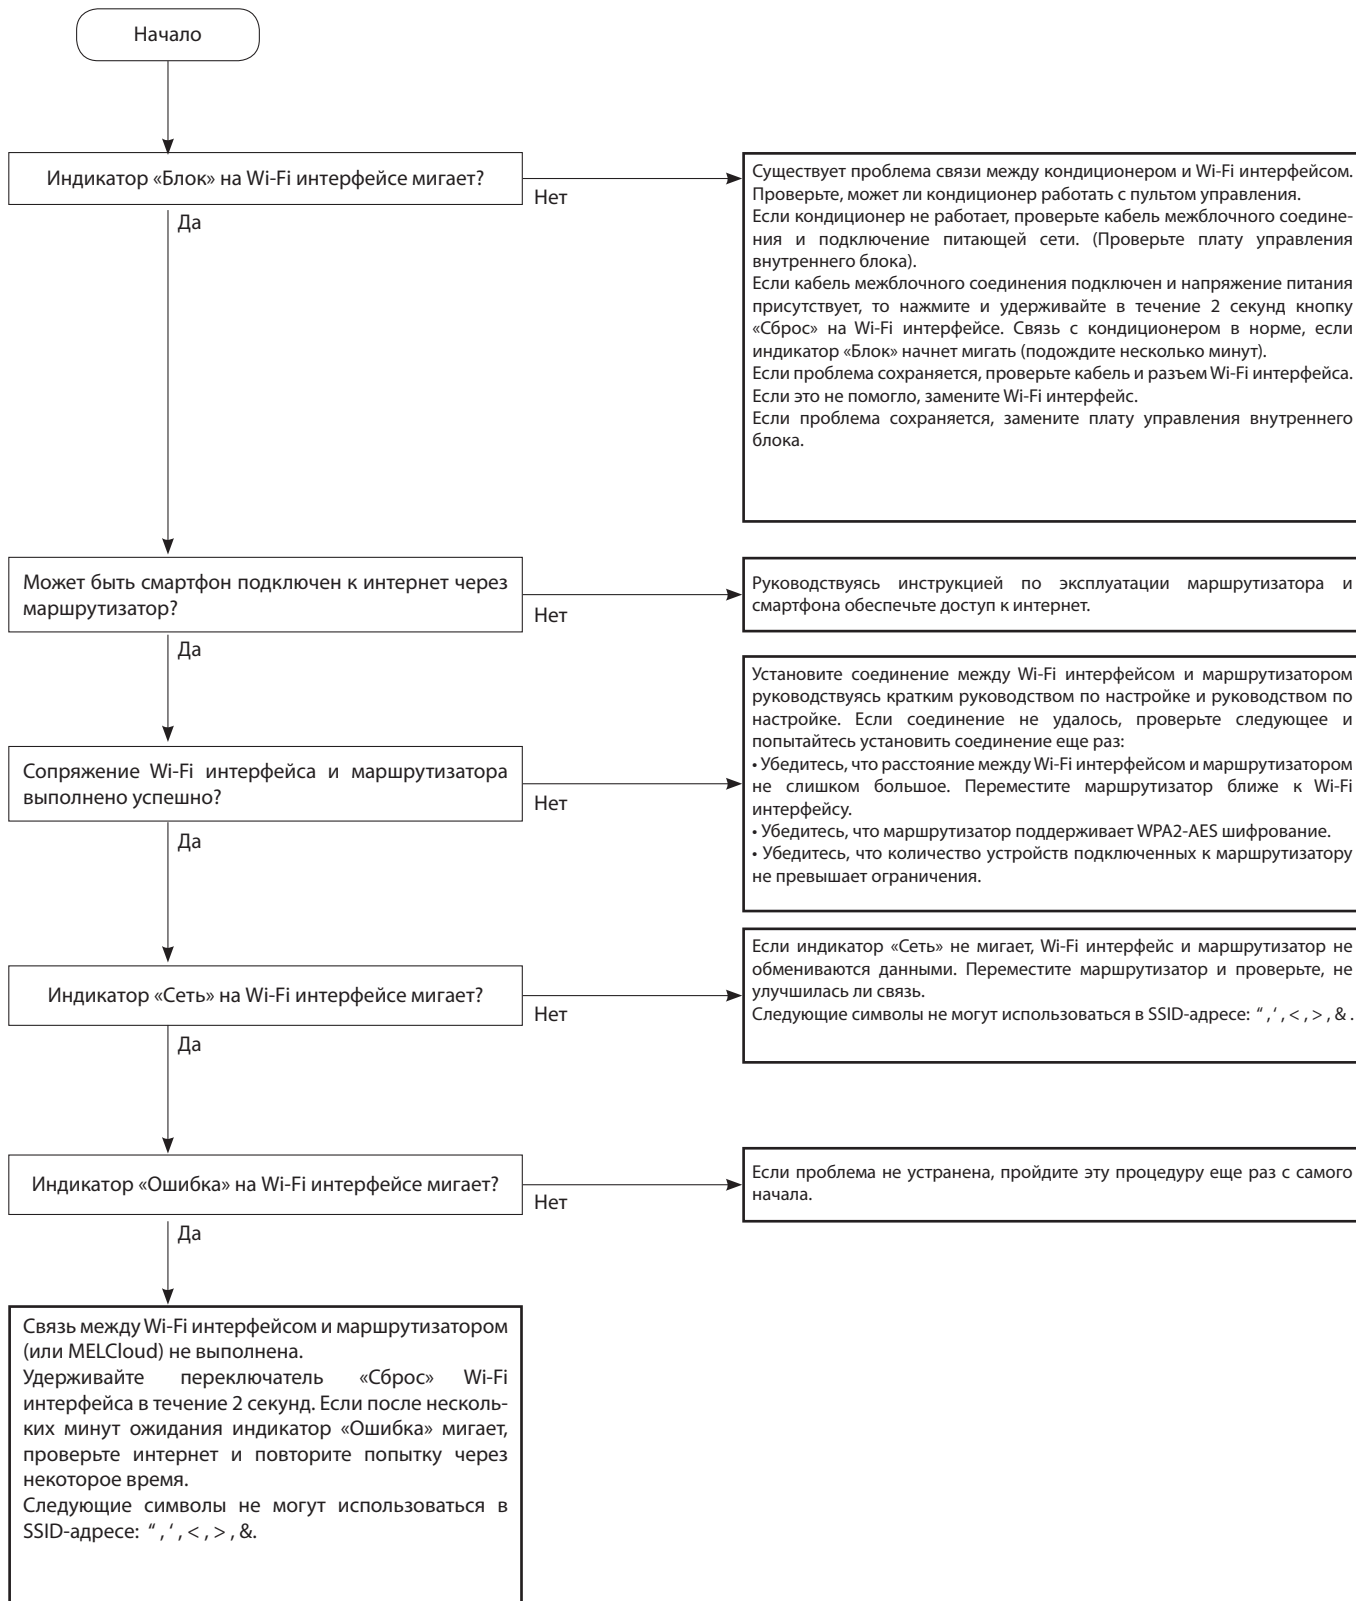 Начало
Индикатор «Блок» на Wi-Fi интерфейсе мигает?
Нет
Да
Существует проблема связи между кондиционером и Wi-Fi интерфейсом.
Проверьте, может ли кондиционер работать с пультом управления.
Если кондиционер не работает, проверьте кабель межблочного соедине-
ния и подключение питающей сети. (Проверьте плату управления
внутреннего блока).
Если кабель межблочного соединения подключен и напряжение питания
присутствует, то нажмите и удерживайте в течение 2 секунд кнопку
«Сброс» на Wi-Fi интерфейсе. Связь с кондиционером в норме, если
индикатор «Блок» начнет мигать (подождите несколько минут).
Если проблема сохраняется, проверьте кабель и разъем Wi-Fi интерфейса.
Если это не помогло, замените Wi-Fi интерфейс.
Если проблема сохраняется, замените плату управления внутреннего
блока.
Может быть смартфон подключен к интернет через
маршрутизатор?
Нет
Да
Руководствуясь инструкцией по эксплуатации маршрутизатора и
смартфона обеспечьте доступ к интернет.
Сопряжение Wi-Fi интерфейса и маршрутизатора
выполнено успешно?
Нет
Да
Установите соединение между Wi-Fi интерфейсом и маршрутизатором
руководствуясь кратким руководством по настройке и руководством по
настройке. Если соединение не удалось, проверьте следующее и
попытайтесь установить соединение еще раз:
• Убедитесь, что расстояние между Wi-Fi интерфейсом и маршрутизатором
не слишком большое. Переместите маршрутизатор ближе к Wi-Fi
интерфейсу.
• Убедитесь, что маршрутизатор поддерживает WPA2-AES шифрование.
• Убедитесь, что количество устройств подключенных к маршрутизатору
не превышает ограничения.
Индикатор «Сеть» на Wi-Fi интерфейсе мигает?
Нет
Да
Если индикатор «Сеть» не мигает, Wi-Fi интерфейс и маршрутизатор не
обмениваются данными. Переместите маршрутизатор и проверьте, не
улучшилась ли связь.
Следующие символы не могут использоваться в SSID-адресе: “ , ‘ , < , > , & .
Индикатор «Ошибка» на Wi-Fi интерфейсе мигает?
Нет
Да
Если проблема не устранена, пройдите эту процедуру еще раз с самого
начала.
Связь между Wi-Fi интерфейсом и маршрутизатором
(или MELCloud) не выполнена.
Удерживайте переключатель «Сброс» Wi-Fi
интерфейса в течение 2 секунд. Если после несколь-
ких минут ожидания индикатор «Ошибка» мигает,
проверьте интернет и повторите попытку через
некоторое время.
Следующие символы не могут использоваться в
SSID-адресе: “ , ‘ , < , > , &.